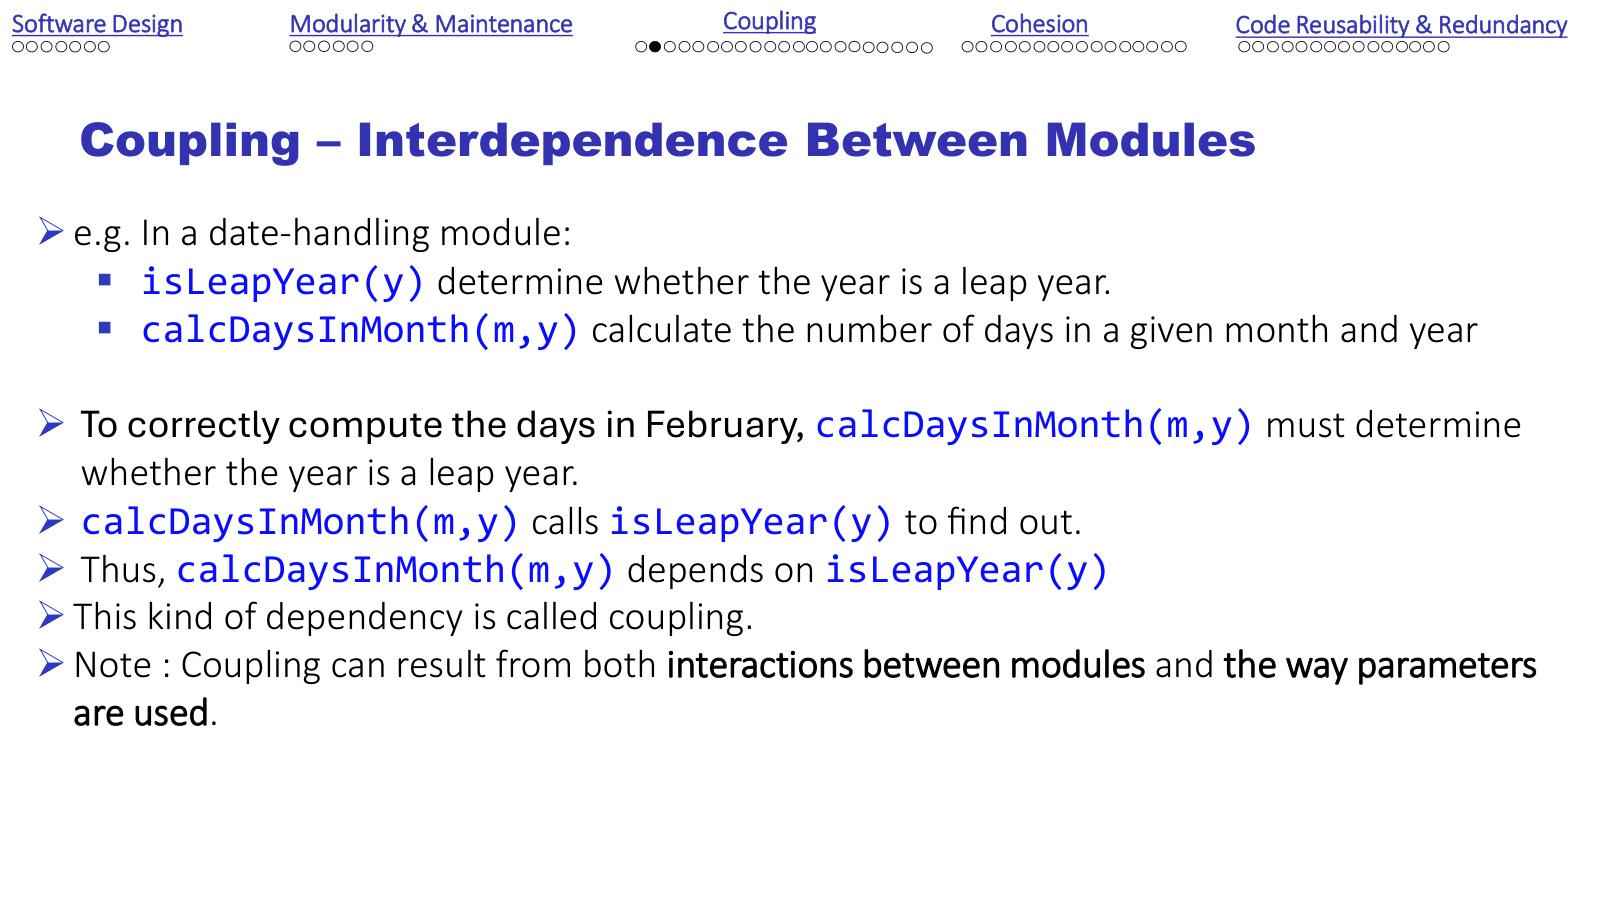 Software Design
Modularity & Maintenance
Coupling
Cohesion
Code Reusability & Redundancy
Coupling – Interdependence Between Modules
e.g. In a date-handling module:
isLeapYear(y) determine whether the year is a leap year.
calcDaysInMonth(m,y) calculate the number of days in a given month and year
To correctly compute the days in February, calcDaysInMonth(m,y) must determine
whether the year is a leap year.
calcDaysInMonth(m,y) calls isLeapYear(y) to find out.
Thus, calcDaysInMonth(m,y) depends on isLeapYear(y)
This kind of dependency is called coupling.
Note : Coupling can result from both interactions between modules and the way parameters
are used.